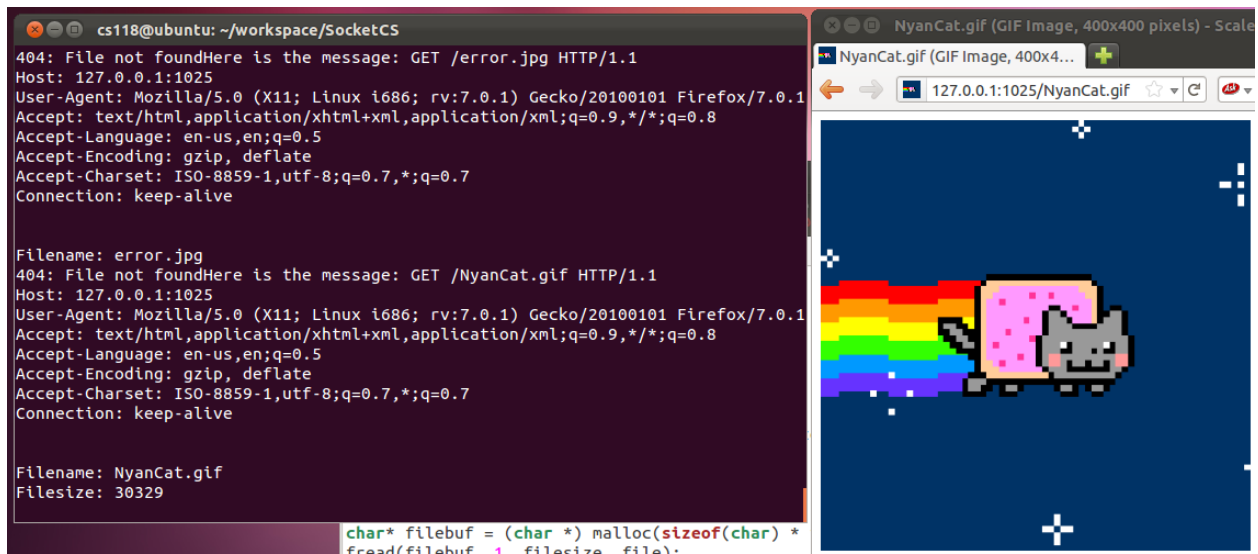 cs118@ubuntu: ~/workspace/SocketCS
404: File not foundHere is the message: GET /error.jpg HTTP/1.1
Host: 127.0.0.1:1025
User-Agent: Mozilla/5.0 (X11; Linux i686; rv:7.0.1) Gecko/20100101 Firefox/7.0.1
Accept: text/html,application/xhtml+xml,application/xml;q=0.9,*/*;q=0.8
Accept-Language: en-us,en;q=0.5
Accept-Encoding: gzip, deflate
Accept-Charset: ISO-8859-1,utf-8;q=0.7,*;q=0.7
Connection: keep-alive
Filename: error.jpg
404: File not foundHere is the message: GET /NyanCat.gif HTTP/1.1
Host: 127.0.0.1:1025
User-Agent: Mozilla/5.0 (X11; Linux i686; rv:7.0.1) Gecko/20100101 Firefox/7.0.1
Accept: text/html,application/xhtml+xml,application/xml;q=0.9,*/*;q=0.8
Accept-Language: en-us,en;q=0.5
Accept-Encoding: gzip, deflate
Accept-Charset: ISO-8859-1,utf-8;q=0.7,*;q=0.7
Connection: keep-alive
Filename: NyanCat.gif
Filesize: 30329
char* filebuf = (char *) malloc(sizeof(char) *
fread(filebuf, 1, filesize, file);
NyanCat.gif (GIF Image, 400x400 pixels) - Scale
NyanCat.gif (GIF Image, 400x4...
127.0.0.1:1025/NyanCat.gif
Ask